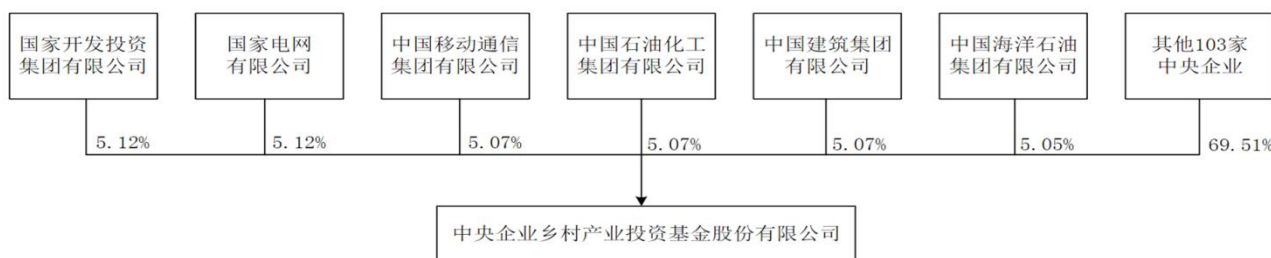 国家开发投资
集团有限公司
国家电网
有限公司
中国移动通信
集团有限公司
中国石油化工
集团有限公司
中国建筑集团
有限公司
中国海洋石油
集团有限公司
其他103家
中央企业
5.12%
5.12%
5.07%
5.07%
5.07%
5.05%
69.51%
中央企业乡村产业投资基金股份有限公司